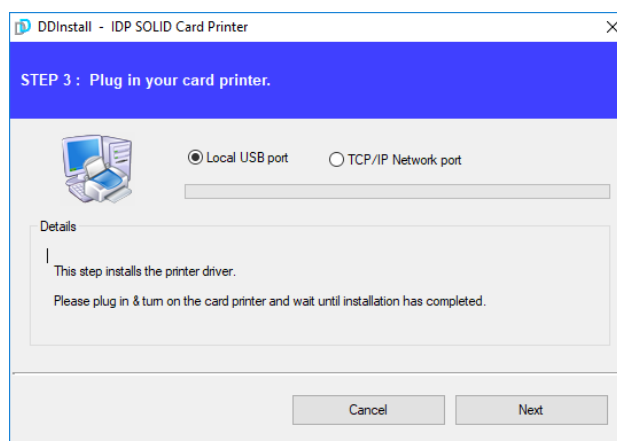 DDInstall - IDP SOLID Card Printer
STEP 3 : Plug in your card printer.
Local USB port
TCP/IP Network port
Details
This step installs the printer driver.
Please plug in & turn on the card printer and wait until installation has completed.
Cancel
Next